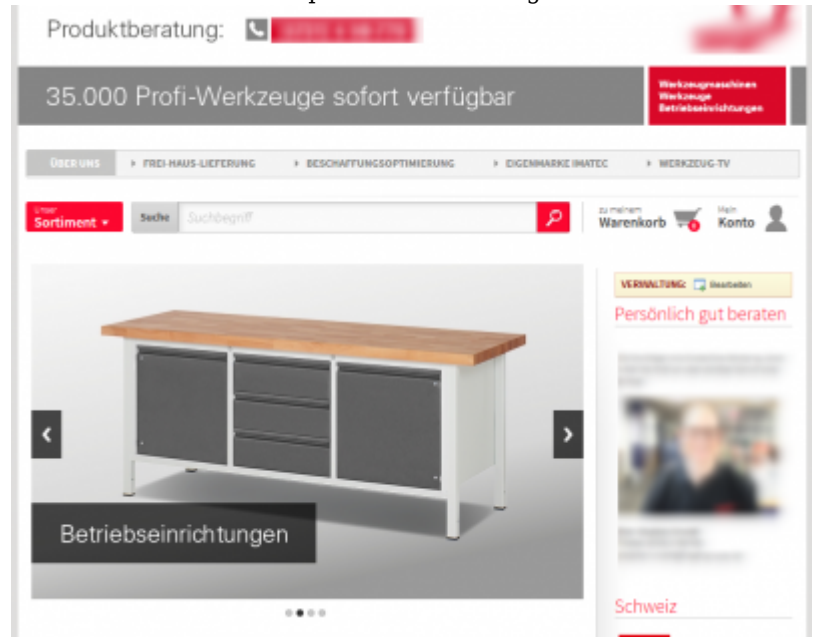 Produktberatung:
35.000 Profi-Werkzeuge sofort verfügbar
Werkzeugmaschinen
Werkzeuge
Betriebseinrichtungen
ÜBER UNS
FREI-HAUS-LIEFERUNG
BESCHAFFUNGSOPTIMIERUNG
EIGENMARKE IMATEC
WERKZEUG-TV
Unser
Sortiment
Suche
Suchbegriff
zu meinem
Warenkorb
0
Mein
Konto
VERWALTUNG: Bearbeiten
Persönlich gut beraten
Betriebseinrichtungen
Schweiz